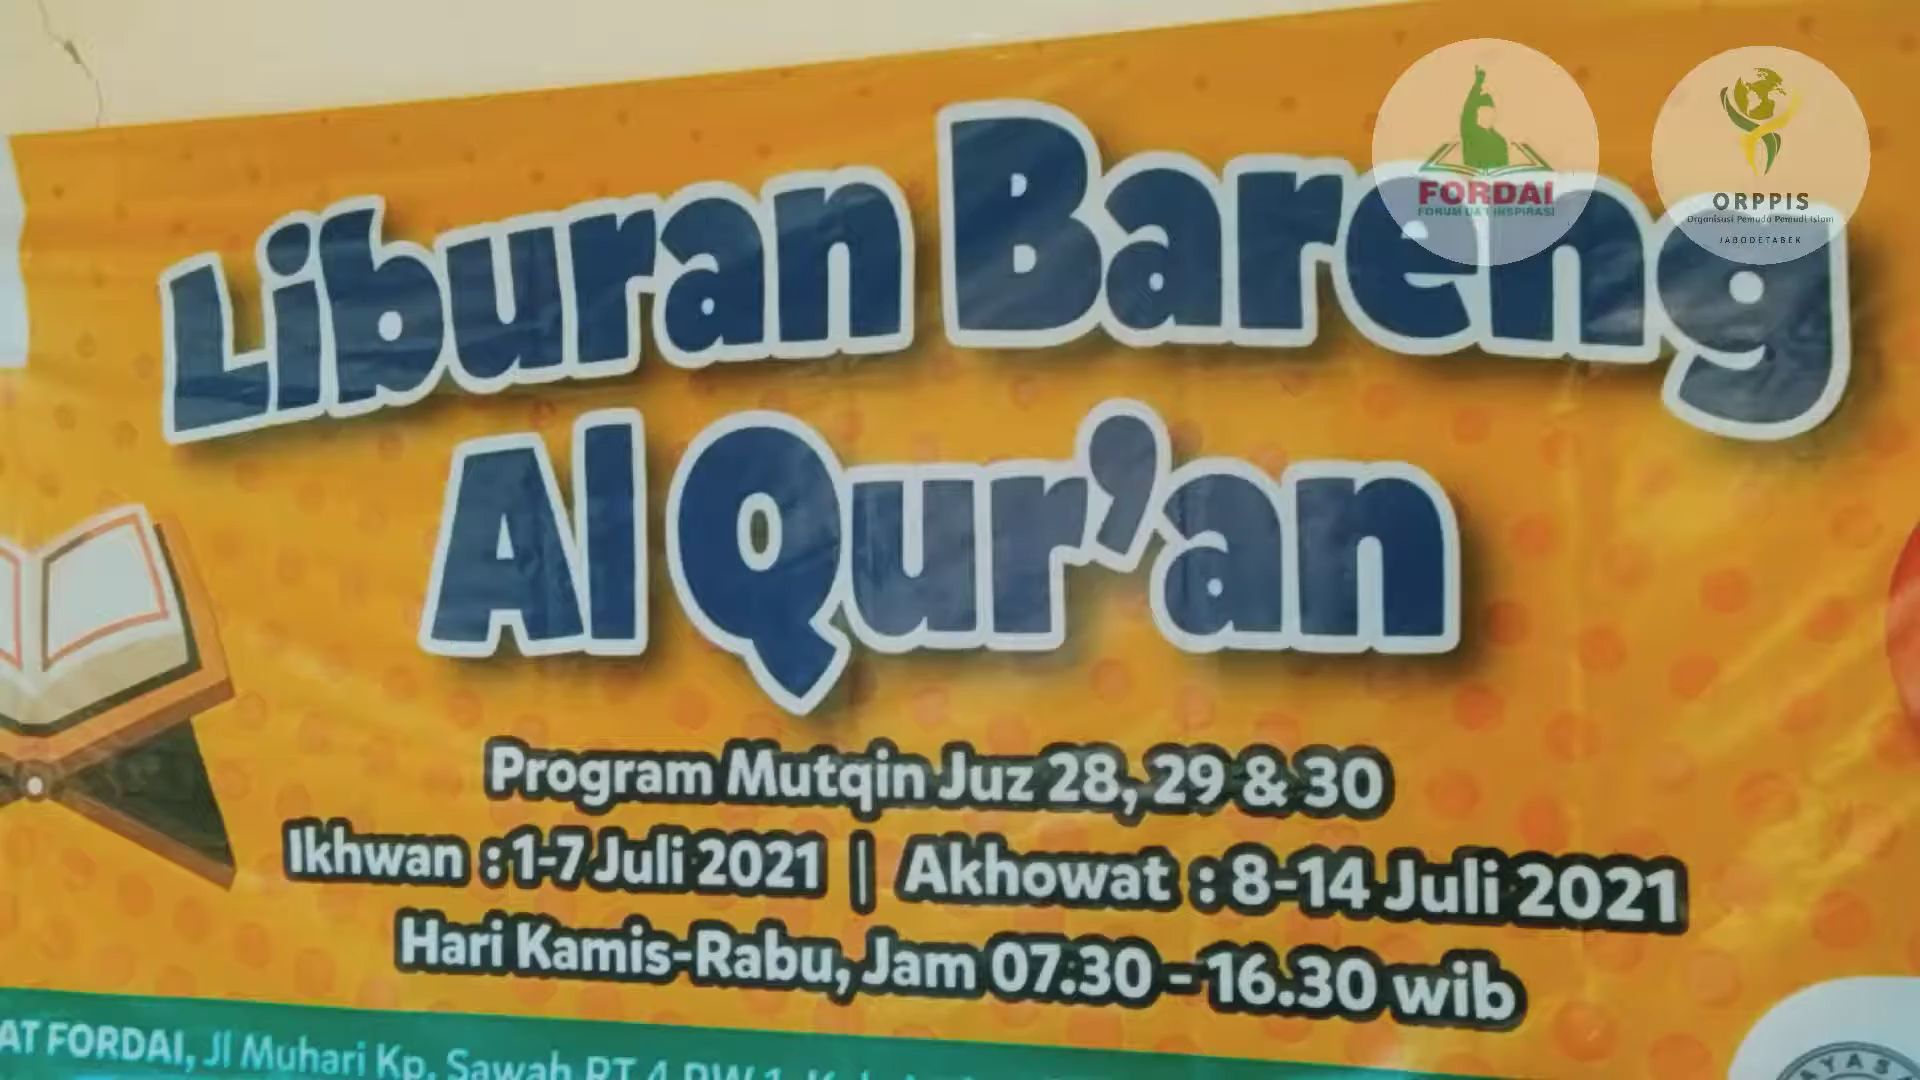 Liburan Bareng
Al Qur'an
Program Mutqin Juz 28, 29 & 30
Ikhwan : 1-7 Juli 2021 | Akhowat : 8-14 Juli 2021
Hari Kamis-Rabu, Jam 07.30 - 16.30 wib
AT FORDAI, Jl Muhari Kp. Sawah RT 4 RW 1,
FORDAI
FORUM DA'I INSPIRASI
ORPPIS
Organisasi Pemuda Pemudi Islam
JABODETABEK